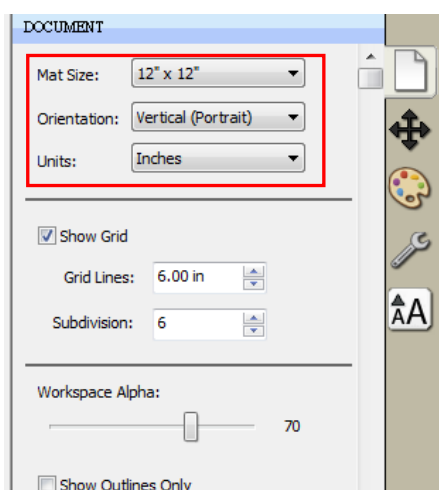 DOCUMENT
Mat Size: 12" x 12"
Orientation: Vertical (Portrait)
Units: Inches
Show Grid
Grid Lines: 6.00 in
Subdivision: 6
Workspace Alpha:
70
Show Outlines Only
AA